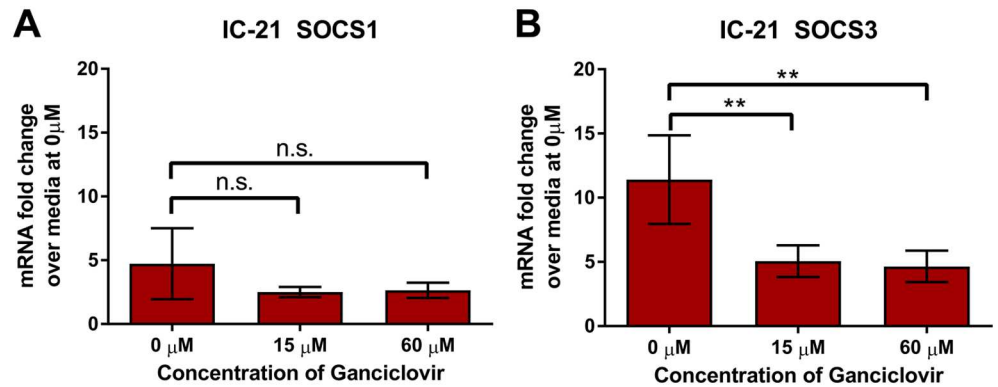 A
IC-21 SOCS1
mRNA fold change
over media at 0μM
20
15
10
5
0
n.s.
n.s.
0 μM
15 μM
60 μM
Concentration of Ganciclovir
B
IC-21 SOCS3
mRNA fold change
over media at 0μM
20
15
10
5
0
**
**
0 μM
15 μM
60 μM
Concentration of Ganciclovir